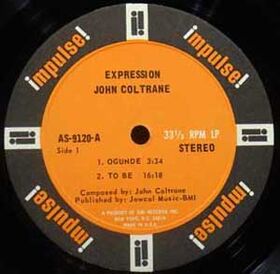 impulse!
EXPRESSION
JOHN COLTRANE
AS-9120-A
33⅓ RPM LP
Side 1
STEREO
1. OGUNDE 3:34
2. TO BE 16:18
Composed by: John Coltrane
Published by: Jowcol Music-BMI
A PRODUCT OF ABC RECORDS, INC.
NEW YORK, N.Y. 10019
MADE IN U.S.A.
impulse!
impulse!
impulse!